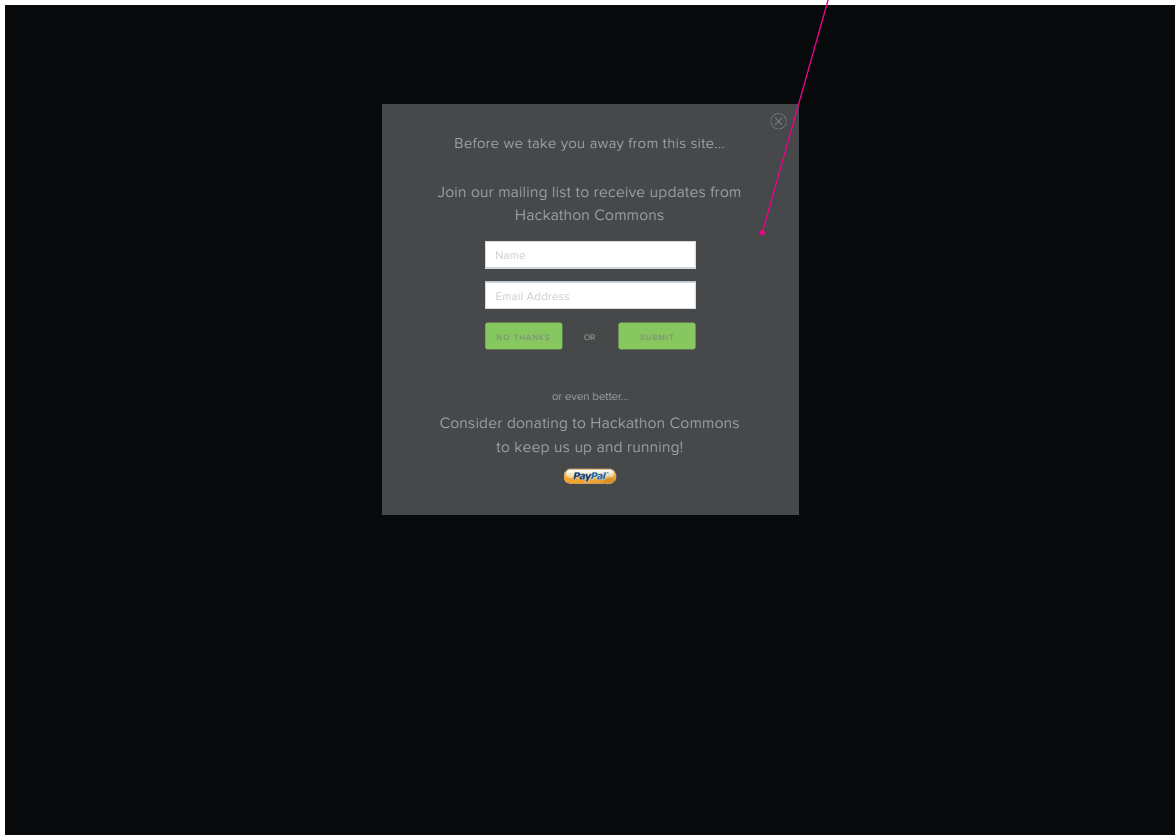 Before we take you away from this site...
Join our mailing list to receive updates from
Hackathon Commons
Name
Email Address
NO THANKS OR SUBMIT
or even better...
Consider donating to Hackathon Commons
to keep us up and running!
PayPal